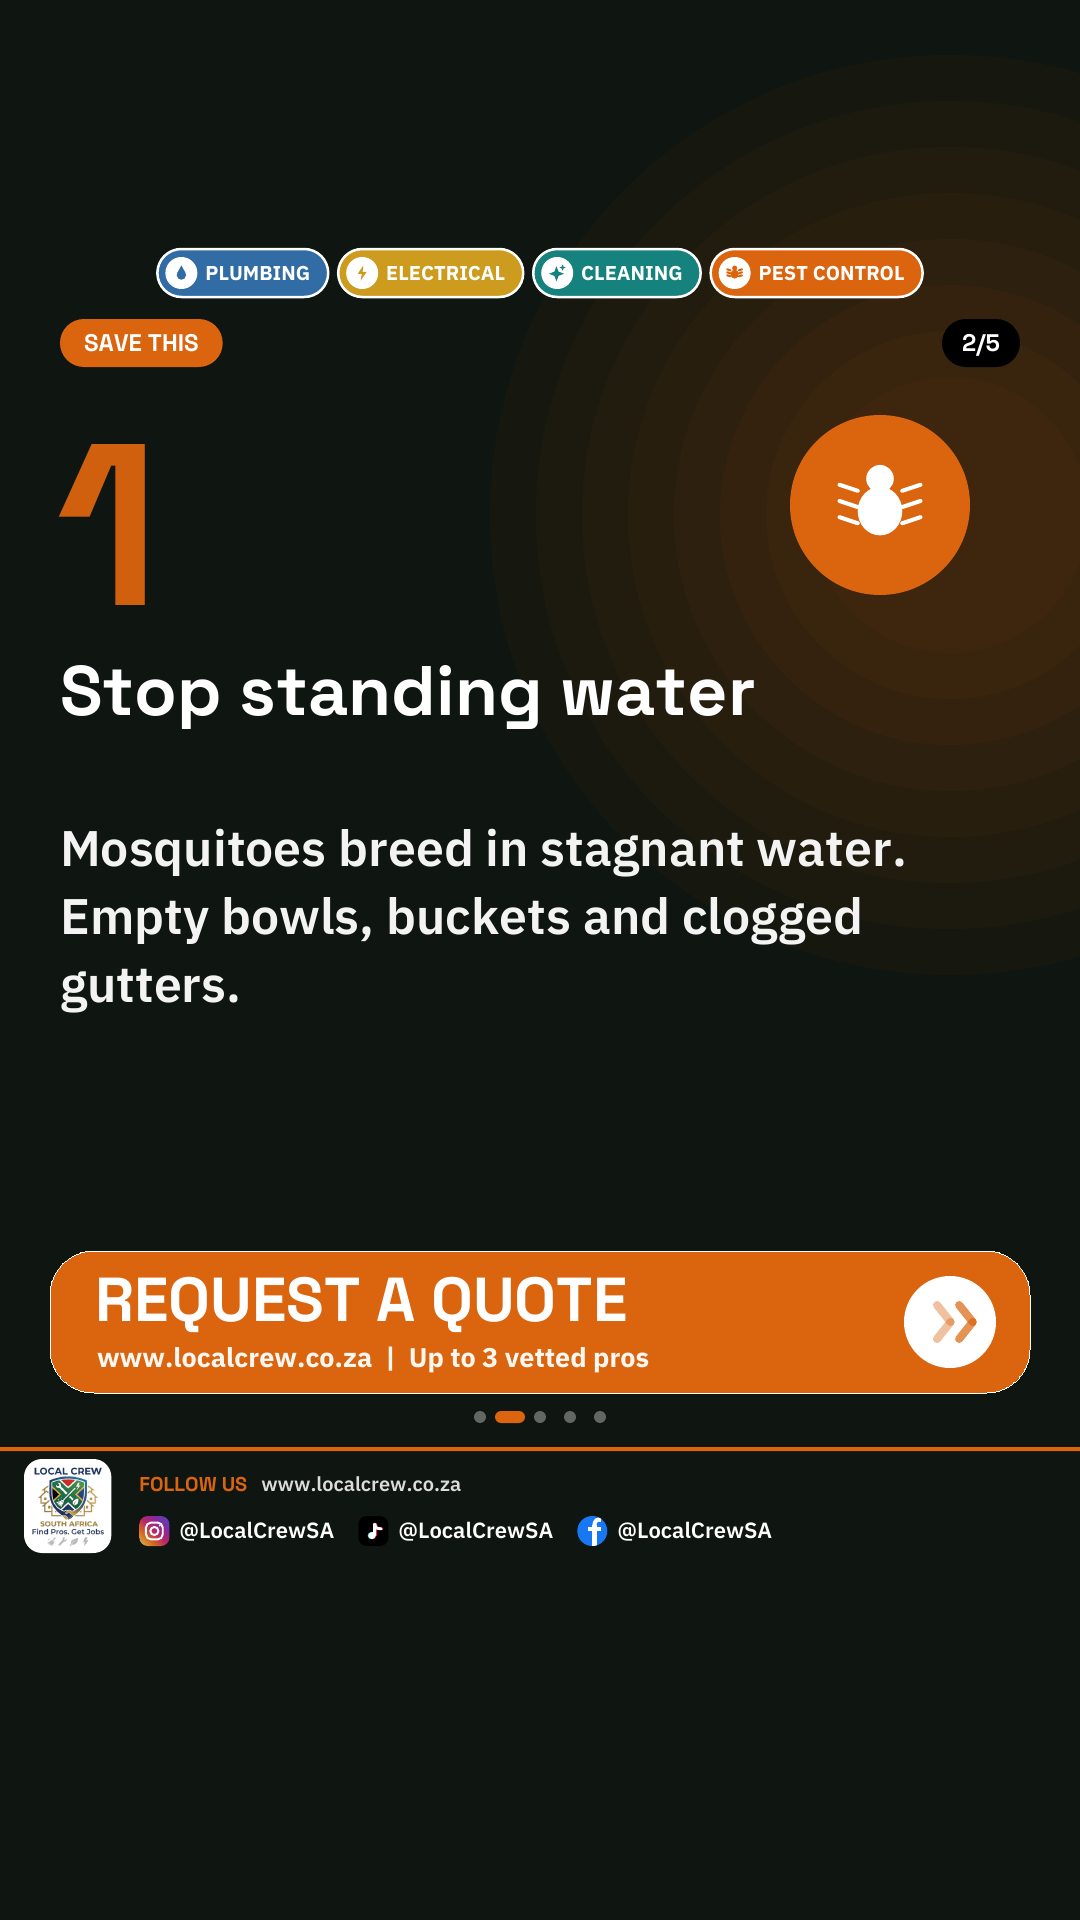 PLUMBING ELECTRICAL CLEANING PEST CONTROL
SAVE THIS 2/5
1
Stop standing water
Mosquitoes breed in stagnant water.
Empty bowls, buckets and clogged
gutters.
REQUEST A QUOTE
www.localcrew.co.za | Up to 3 vetted pros
LOCAL CREW
SOUTH AFRICA
Find Pros. Get Jobs
FOLLOW US www.localcrew.co.za
@LocalCrewSA @LocalCrewSA @LocalCrewSA